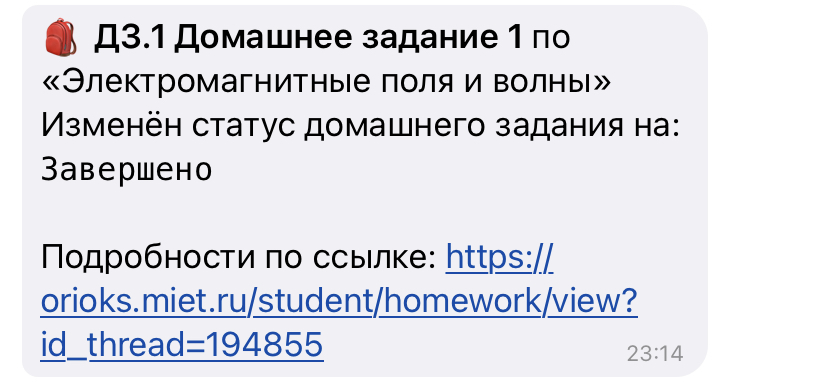 🎒 ДЗ.1 Домашнее задание 1 по
«Электромагнитные поля и волны»
Изменён статус домашнего задания на:
Завершено
Подробности по ссылке: https://
orioks.miet.ru/student/homework/view?
id_thread=194855
23:14